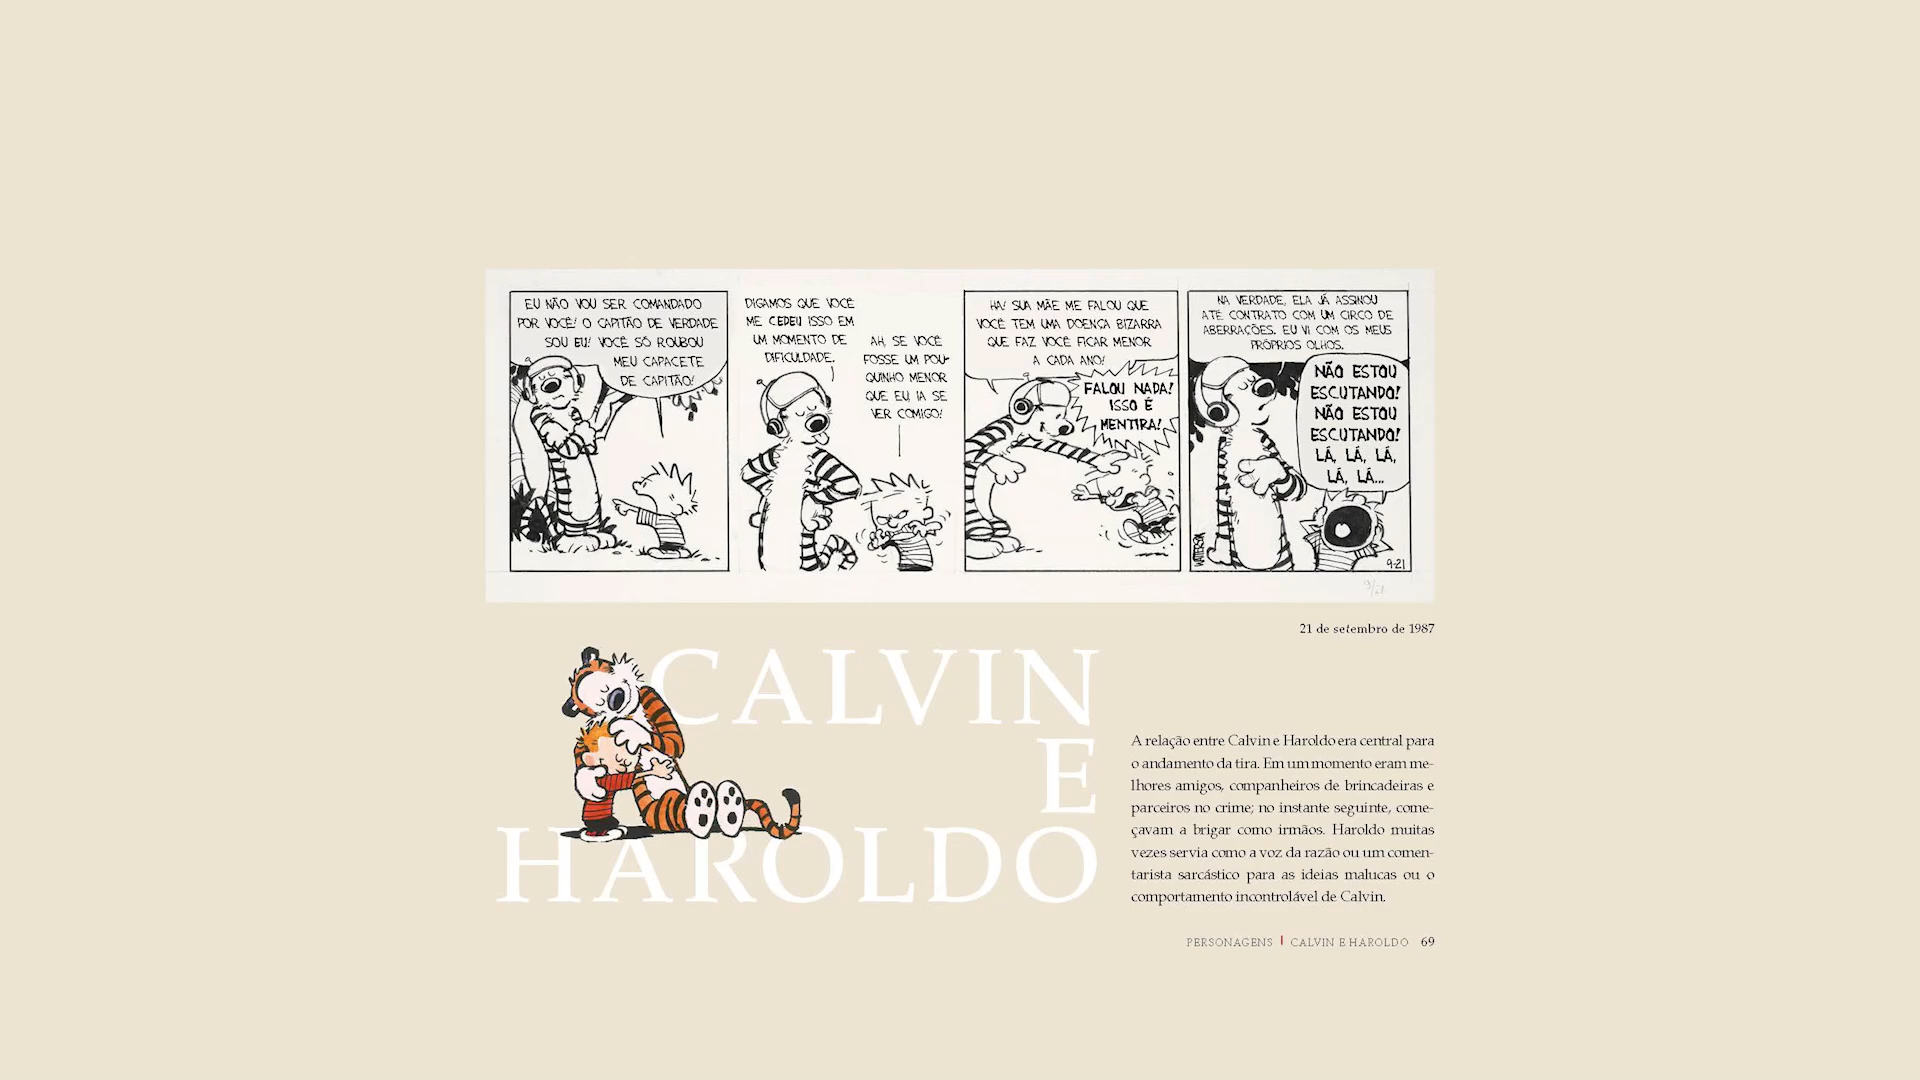 EU NÃO VOU SER COMANDADO
POR VOCÊ! O CAPITÃO DE VERDADE
SOU EU! VOCÊ SÓ ROUBOU
MEU CAPACETE
DE CAPITÃO!
DIGAMOS QUE VOCÊ
ME CEDEU ISSO EM
UM MOMENTO DE
DIFICULDADE.
AH, SE VOCÊ
FOSSE UM POU-
QUINHO MENOR
QUE EU, IA SE
VER COMIGO!
HA! SUA MÃE ME FALOU QUE
VOCÊ TEM UMA DOENÇA BIZARRA
QUE FAZ VOCÊ FICAR MENOR
A CADA ANO!
FALOU NADA!
ISSO É
MENTIRA!
NA VERDADE, ELA JÁ ASSINOU
ATÉ CONTRATO COM UM CIRCO DE
ABERRAÇÕES. EU VI COM OS MEUS
PRÓPRIOS OLHOS.
NÃO ESTOU
ESCUTANDO!
NÃO ESTOU
ESCUTANDO!
LÁ, LÁ, LÁ,
LÁ, LÁ...
WATTERSON
9-21
9/21
21 de setembro de 1987
CALVIN
E
HAROLDO
A relação entre Calvin e Haroldo era central para
o andamento da tira. Em um momento eram me-
lhores amigos, companheiros de brincadeiras e
parceiros no crime; no instante seguinte, come-
çavam a brigar como irmãos. Haroldo muitas
vezes servia como a voz da razão ou um comen-
tarista sarcástico para as ideias malucas ou o
comportamento incontrolável de Calvin.
PERSONAGENS | CALVIN E HAROLDO 69